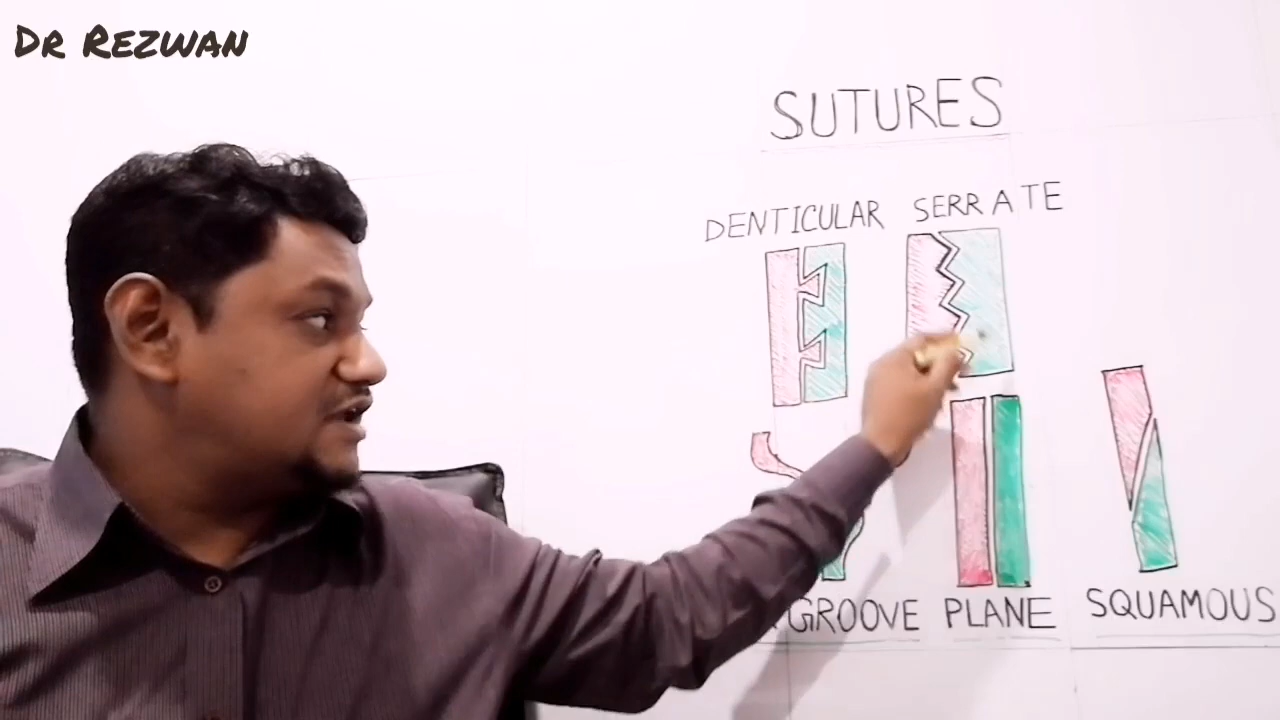 Dr Rezwan
SUTURES
DENTICULAR SERRATE
GROOVE PLANE SQUAMOUS